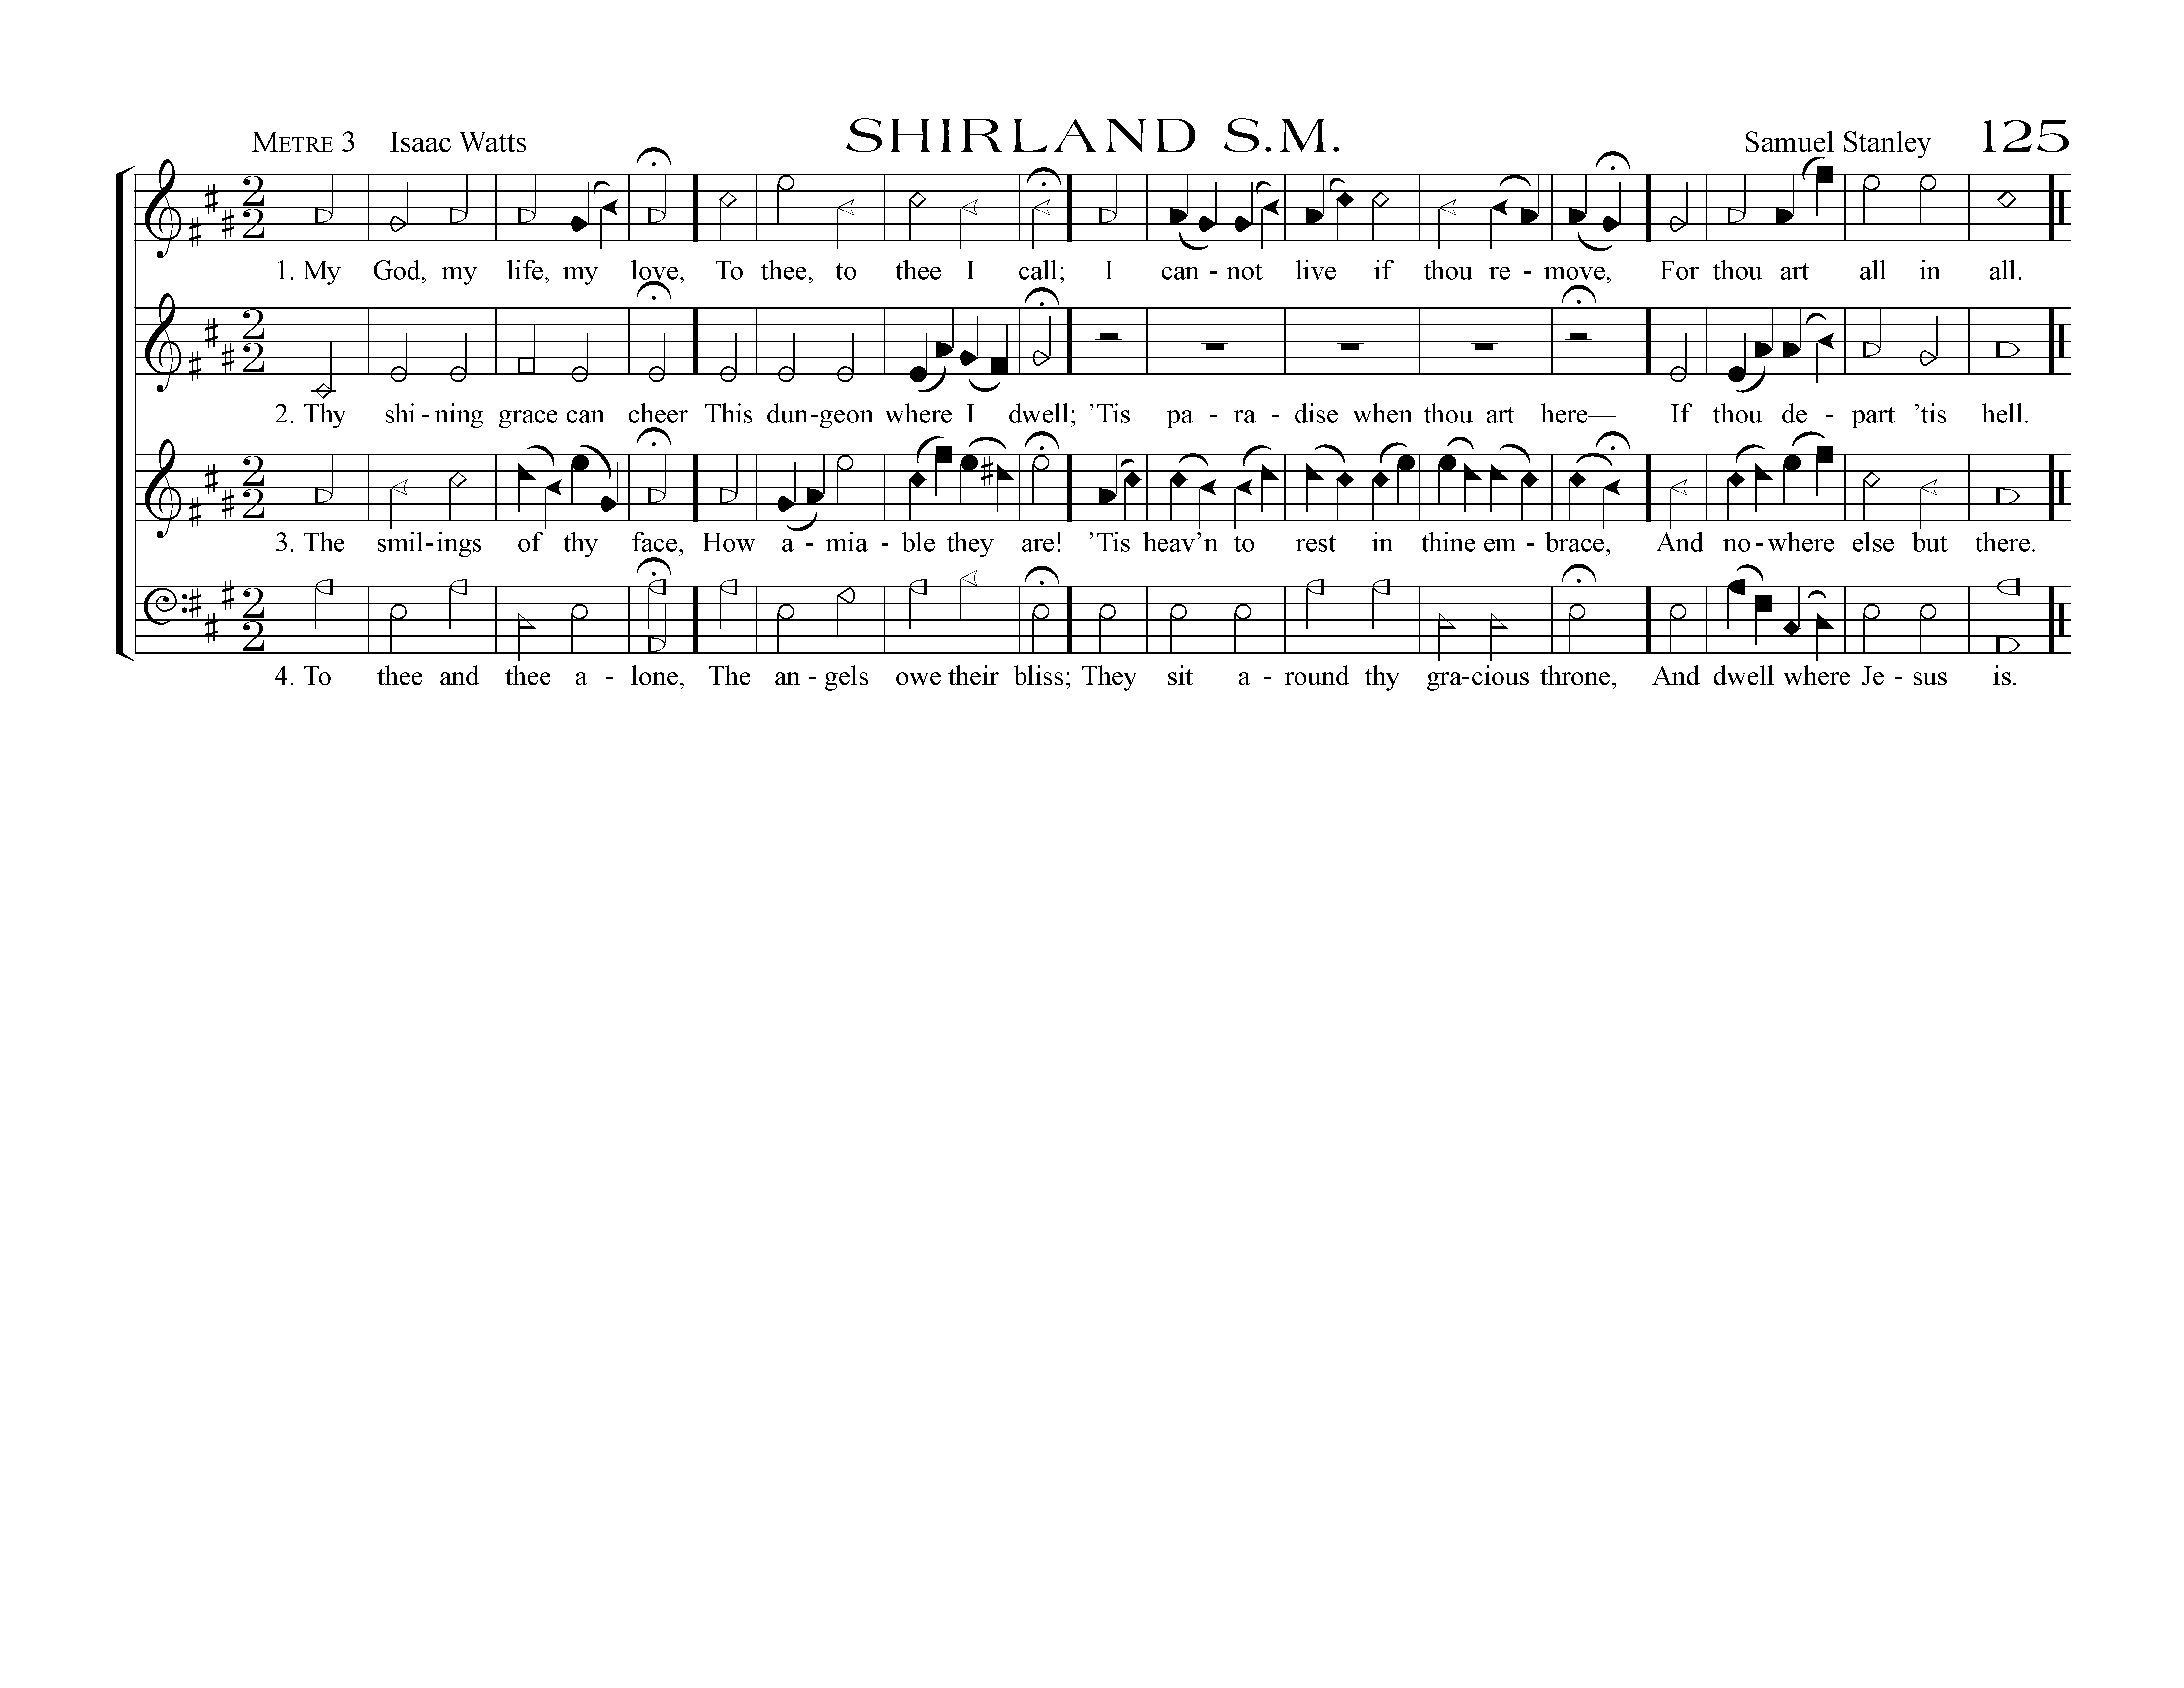 METRE 3 Isaac Watts SHIRLAND S.M. Samuel Stanley 125
1. My God, my life, my love, To thee, to thee I call; I can - not live if thou re - move, For thou art all in all.
2. Thy shi - ning grace can cheer This dun - geon where I dwell; ’Tis pa - ra - dise when thou art here— If thou de - part ’tis hell.
3. The smil - ings of thy face, How a - mia - ble they are! ’Tis heav’n to rest in thine em - brace, And no - where else but there.
4. To thee and thee a - lone, The an - gels owe their bliss; They sit a - round thy gra - cious throne, And dwell where Je - sus is.